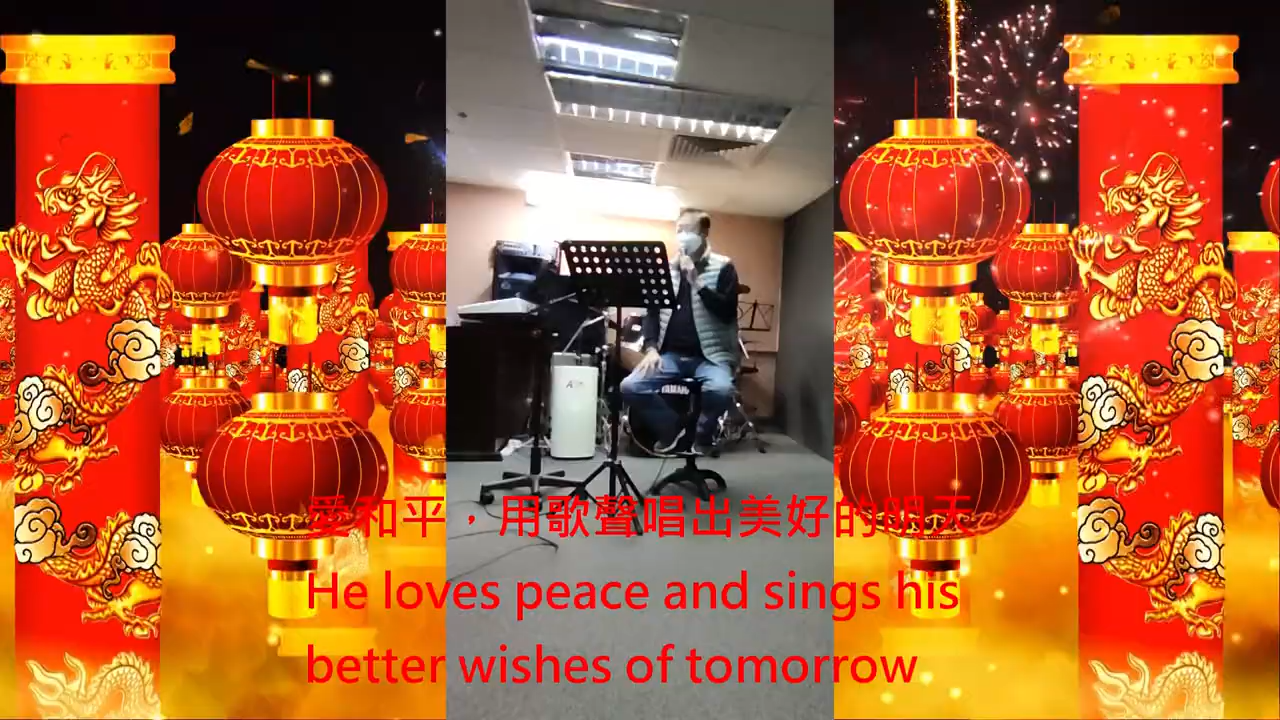 愛和平，用歌聲唱出美好的明天
He loves peace and sings his
better wishes of tomorrow
YAMAHA